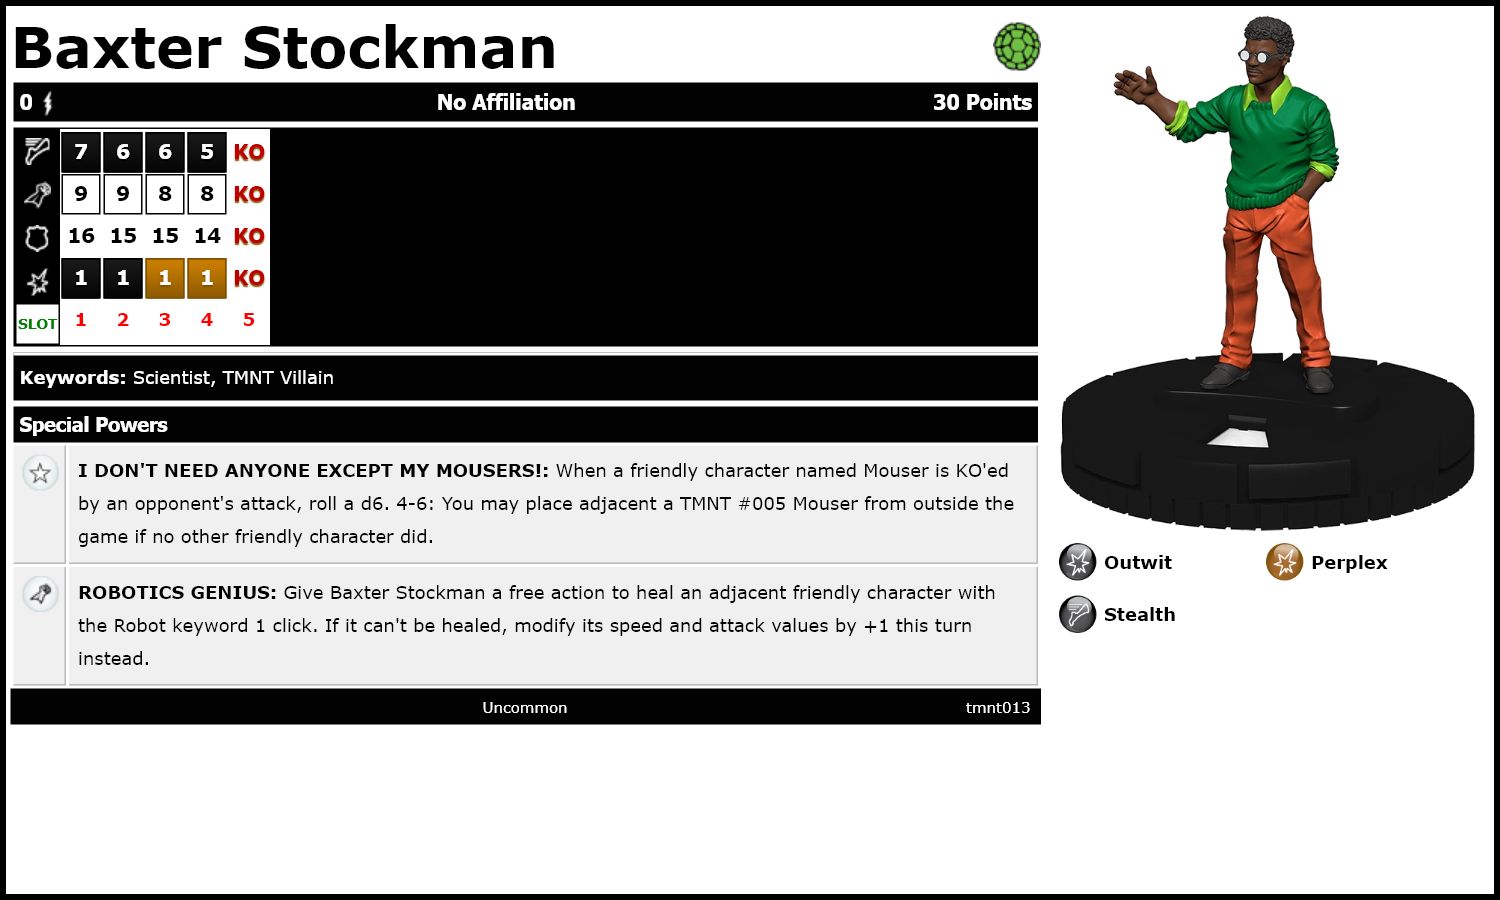 Baxter Stockman
0 No Affiliation 30 Points
7 6 6 5 KO
9 9 8 8 KO
16 15 15 14 KO
1 1 1 1 KO
SLOT 1 2 3 4 5
Keywords: Scientist, TMNT Villain
Special Powers
I DON'T NEED ANYONE EXCEPT MY MOUSERS!: When a friendly character named Mouser is KO'ed
by an opponent's attack, roll a d6. 4-6: You may place adjacent a TMNT #005 Mouser from outside the
game if no other friendly character did.
ROBOTICS GENIUS: Give Baxter Stockman a free action to heal an adjacent friendly character with
the Robot keyword 1 click. If it can't be healed, modify its speed and attack values by +1 this turn
instead.
Uncommon tmnt013
Outwit Perplex
Stealth